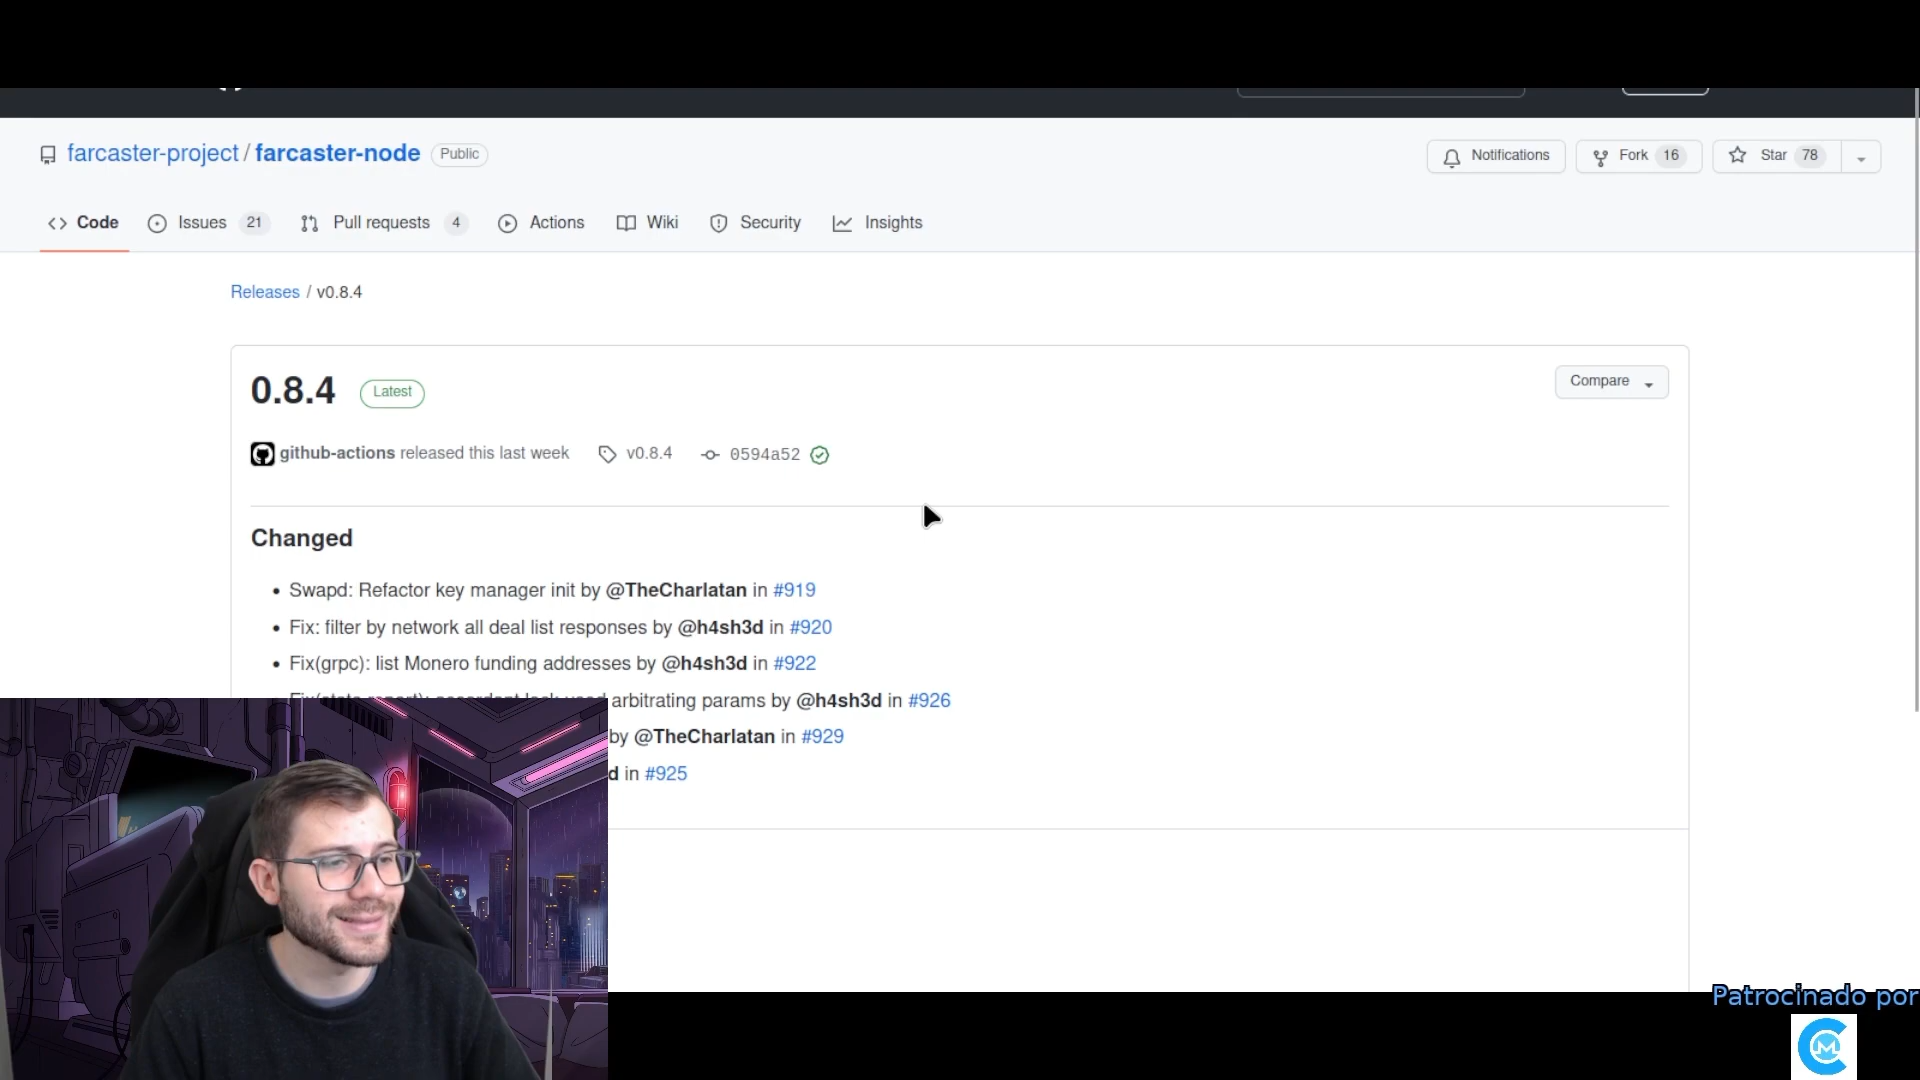 farcaster-project / farcaster-node Public
Notifications Fork 16 Star 78
Code Issues 21 Pull requests 4 Actions Wiki Security Insights
Releases / v0.8.4
0.8.4 Latest
Compare
github-actions released this last week v0.8.4 0594a52
Changed
Swapd: Refactor key manager init by @TheCharlatan in #919
Fix: filter by network all deal list responses by @h4sh3d in #920
Fix(grpc): list Monero funding addresses by @h4sh3d in #922
arbitrating params by @h4sh3d in #926
by @TheCharlatan in #929
d in #925
Patrocinado por